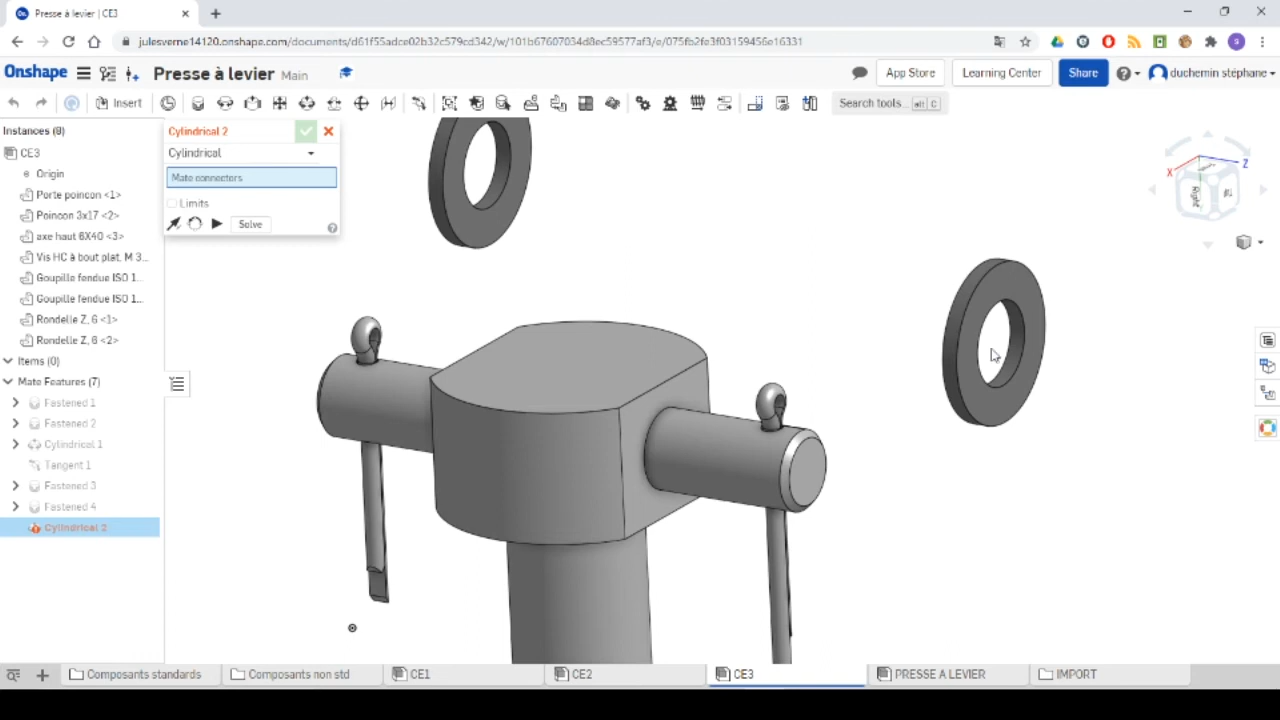 Presse à levier | CE3
julesverne14120.onshape.com/documents/d61f55adce02b32c579cd342/w/101b67607034d8ec59577af3/e/075fb2fe3f03159456e16331
Onshape Presse à levier Main App Store Learning Center Share duchemin stéphane
Insert Search tools... alt C
Instances (8)
CE3
Origin
Porte poincon <1>
Poincon 3x17 <2>
axe haut 6X40 <3>
Vis HC à bout plat. M 3...
Goupille fendue ISO 1...
Goupille fendue ISO 1...
Rondelle Z, 6 <1>
Rondelle Z, 6 <2>
Items (0)
Mate Features (7)
Fastened 1
Fastened 2
Cylindrical 1
Tangent 1
Fastened 3
Fastened 4
Cylindrical 2
Cylindrical 2
Cylindrical
Mate connectors
Limits
Solve
X Z
Right
Composants standards Composants non std CE1 CE2 CE3 PRESSE A LEVIER IMPORT